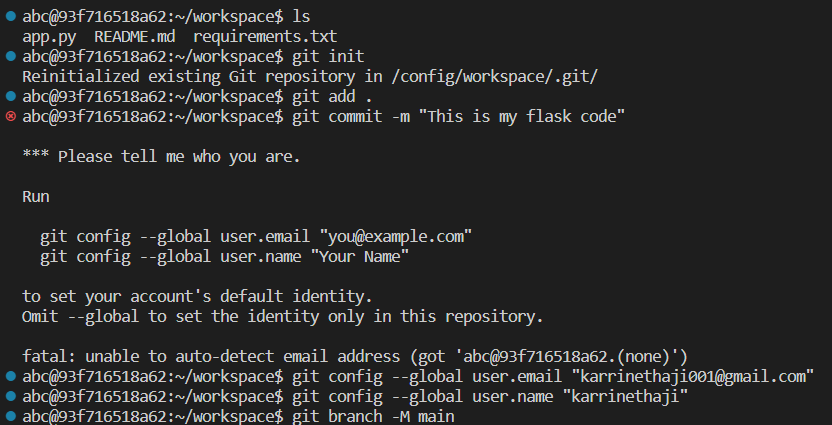 abc@93f716518a62:~/workspace$ ls
app.py  README.md  requirements.txt
abc@93f716518a62:~/workspace$ git init
Reinitialized existing Git repository in /config/workspace/.git/
abc@93f716518a62:~/workspace$ git add .
abc@93f716518a62:~/workspace$ git commit -m "This is my flask code"
*** Please tell me who you are.
Run
  git config --global user.email "you@example.com"
  git config --global user.name "Your Name"
to set your account's default identity.
Omit --global to set the identity only in this repository.
fatal: unable to auto-detect email address (got 'abc@93f716518a62.(none)')
abc@93f716518a62:~/workspace$ git config --global user.email "karrinethaji001@gmail.com"
abc@93f716518a62:~/workspace$ git config --global user.name "karrinethaji"
abc@93f716518a62:~/workspace$ git branch -M main